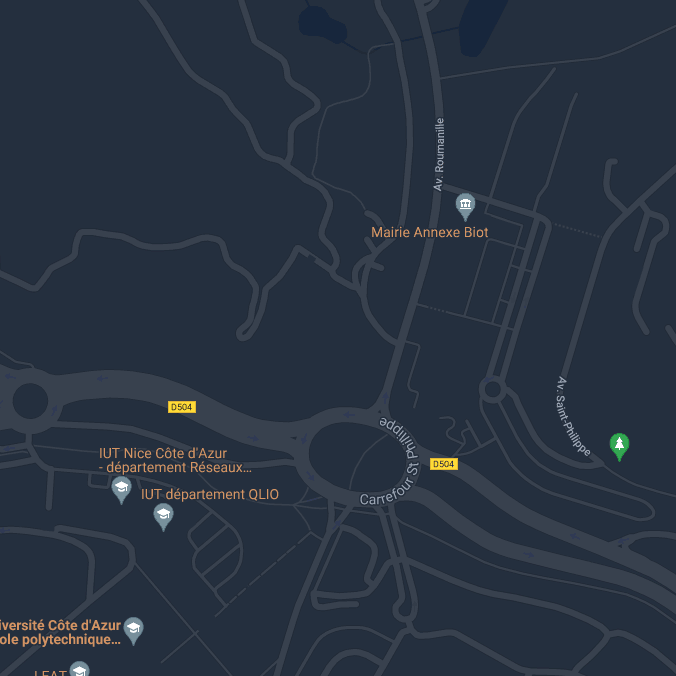 Av. Roumanille
Mairie Annexe Biot
Av. Saint-Philippe
D504
Carrefour St Philippe
D504
IUT Nice Côte d'Azur
- département Réseaux...
IUT département QLIO
iversité Côte d'Azur
ole polytechnique...
LEAT